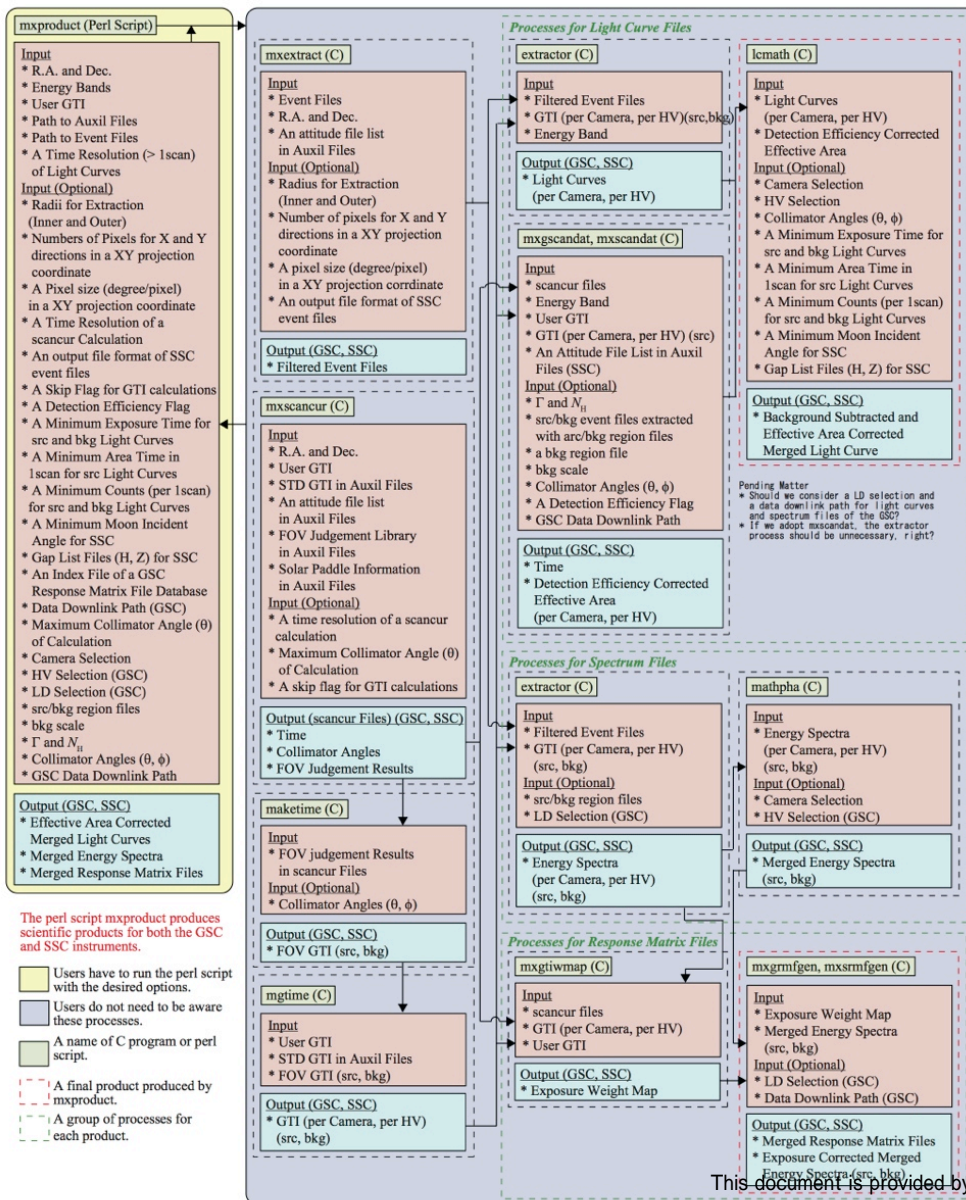 mxproduct (Perl Script)
Input
* R.A. and Dec.
* Energy Bands
* User GTI
* Path to Auxil Files
* Path to Event Files
* A Time Resolution (> 1scan)
of Light Curves
Input (Optional)
* Radii for Extraction
(Inner and Outer)
* Numbers of Pixels for X and Y
directions in a XY projection
coordinate
* A Pixel size (degree/pixel)
in a XY projection coordinate
* A Time Resolution of a
scancur Calculation
* An output file format of SSC
event files
* A Skip Flag for GTI calculations
* A Detection Efficiency Flag
* A Minimum Exposure Time for
src and bkg Light Curves
* A Minimum Area Time in
1scan for src Light Curves
* A Minimum Counts (per 1scan)
for src and bkg Light Curves
* A Minimum Moon Incident
Angle for SSC
* Gap List Files (H, Z) for SSC
* An Index File of a GSC
Response Matrix File Database
* Data Downlink Path (GSC)
* Maximum Collimator Angle (θ)
of Calculation
* Camera Selection
* HV Selection (GSC)
* LD Selection (GSC)
* src/bkg region files
* bkg scale
* Γ and NH
* Collimator Angles (θ, ϕ)
* GSC Data Downlink Path
Output (GSC, SSC)
* Effective Area Corrected
Merged Light Curves
* Merged Energy Spectra
* Merged Response Matrix Files
The perl script mxproduct produces
scientific products for both the GSC
and SSC instruments.
Users have to run the perl script
with the desired options.
Users do not need to be aware
these processes.
A name of C program or perl
script.
A final product produced by
mxproduct.
A group of processes for
each product.
mxextract (C)
Input
* Event Files
* R.A. and Dec.
* An attitude file list in
Auxil Files
Input (Optional)
* Radius for Extraction
(Inner and Outer)
* Number of pixels for X and Y
directions in a XY projection
coordinate
* A pixel size (degree/pixel)
in a XY projection corrdinate
* An output file format of SSC
event files
Output (GSC, SSC)
* Filtered Event Files
mxscancur (C)
Input
* R.A. and Dec.
* User GTI
* STD GTI in Auxil Files
* An attitude file list
in Auxil Files
* FOV Judgement Library
in Auxil Files
* Solar Paddle Information
in Auxil Files
Input (Optional)
* A time resolution of a scancur
calculation
* Maximum Collimator Angle (θ)
of Calculation
* A skip flag for GTI calculations
Output (scancur Files) (GSC, SSC)
* Time
* Collimator Angles
* FOV Judgement Results
maketime (C)
Input
* FOV judgement Results
in scancur Files
Input (Optional)
* Collimator Angles (θ, ϕ)
Output (GSC, SSC)
* FOV GTI (src, bkg)
mgtime (C)
Input
* User GTI
* STD GTI in Auxil Files
* FOV GTI (src, bkg)
Output (GSC, SSC)
* GTI (per Camera, per HV)
(src, bkg)
Processes for Light Curve Files
extractor (C)
Input
* Filtered Event Files
* GTI (per Camera, per HV)(src,bkg)
* Energy Band
Output (GSC, SSC)
* Light Curves
(per Camera, per HV)
mxgscandat, mxscandat (C)
Input
* scancur files
* Energy Band
* User GTI
* GTI (per Camera, per HV) (src)
* An Attitude File List in Auxil
Files (SSC)
Input (Optional)
* Γ and NH
* src/bkg event files extracted
with arc/bkg region files
* a bkg region file
* bkg scale
* Collimator Angles (θ, ϕ)
* A Detection Efficiency Flag
* GSC Data Downlink Path
Output (GSC, SSC)
* Time
* Detection Efficiency Corrected
Effective Area
(per Camera, per HV)
lcmath (C)
Input
* Light Curves
(per Camera, per HV)
* Detection Efficiency Corrected
Effective Area
Input (Optional)
* Camera Selection
* HV Selection
* Collimator Angles (θ, ϕ)
* A Minimum Exposure Time for
src and bkg Light Curves
* A Minimum Area Time in
1scan for src Light Curves
* A Minimum Counts (per 1scan)
for src and bkg Light Curves
* A Minimum Moon Incident
Angle for SSC
* Gap List Files (H, Z) for SSC
Output (GSC, SSC)
* Background Subtracted and
Effective Area Corrected
Merged Light Curve
Pending Matter
* Should we consider a LD selection and
a data downlink path for light curves
and spectrum files of the GSC?
* If we adopt mxscandat, the extractor
process should be unnecessary, right?
Processes for Spectrum Files
extractor (C)
Input
* Filtered Event Files
* GTI (per Camera, per HV)
(src, bkg)
Input (Optional)
* src/bkg region files
* LD Selection (GSC)
Output (GSC, SSC)
* Energy Spectra
(per Camera, per HV)
(src, bkg)
mathpha (C)
Input
* Energy Spectra
(per Camera, per HV)
(src, bkg)
Input (Optional)
* Camera Selection
* HV Selection (GSC)
Output (GSC, SSC)
* Merged Energy Spectra
(src, bkg)
Processes for Response Matrix Files
mxgtiwmap (C)
Input
* scancur files
* GTI (per Camera, per HV)
* User GTI
Output (GSC, SSC)
* Exposure Weight Map
mxgrmfgen, mxsrmfgen (C)
Input
* Exposure Weight Map
* Merged Energy Spectra
(src, bkg)
Input (Optional)
* LD Selection (GSC)
* Data Downlink Path (GSC)
Output (GSC, SSC)
* Merged Response Matrix Files
* Exposure Corrected Merged
Energy Spectra (src, bkg)
This document is provided by